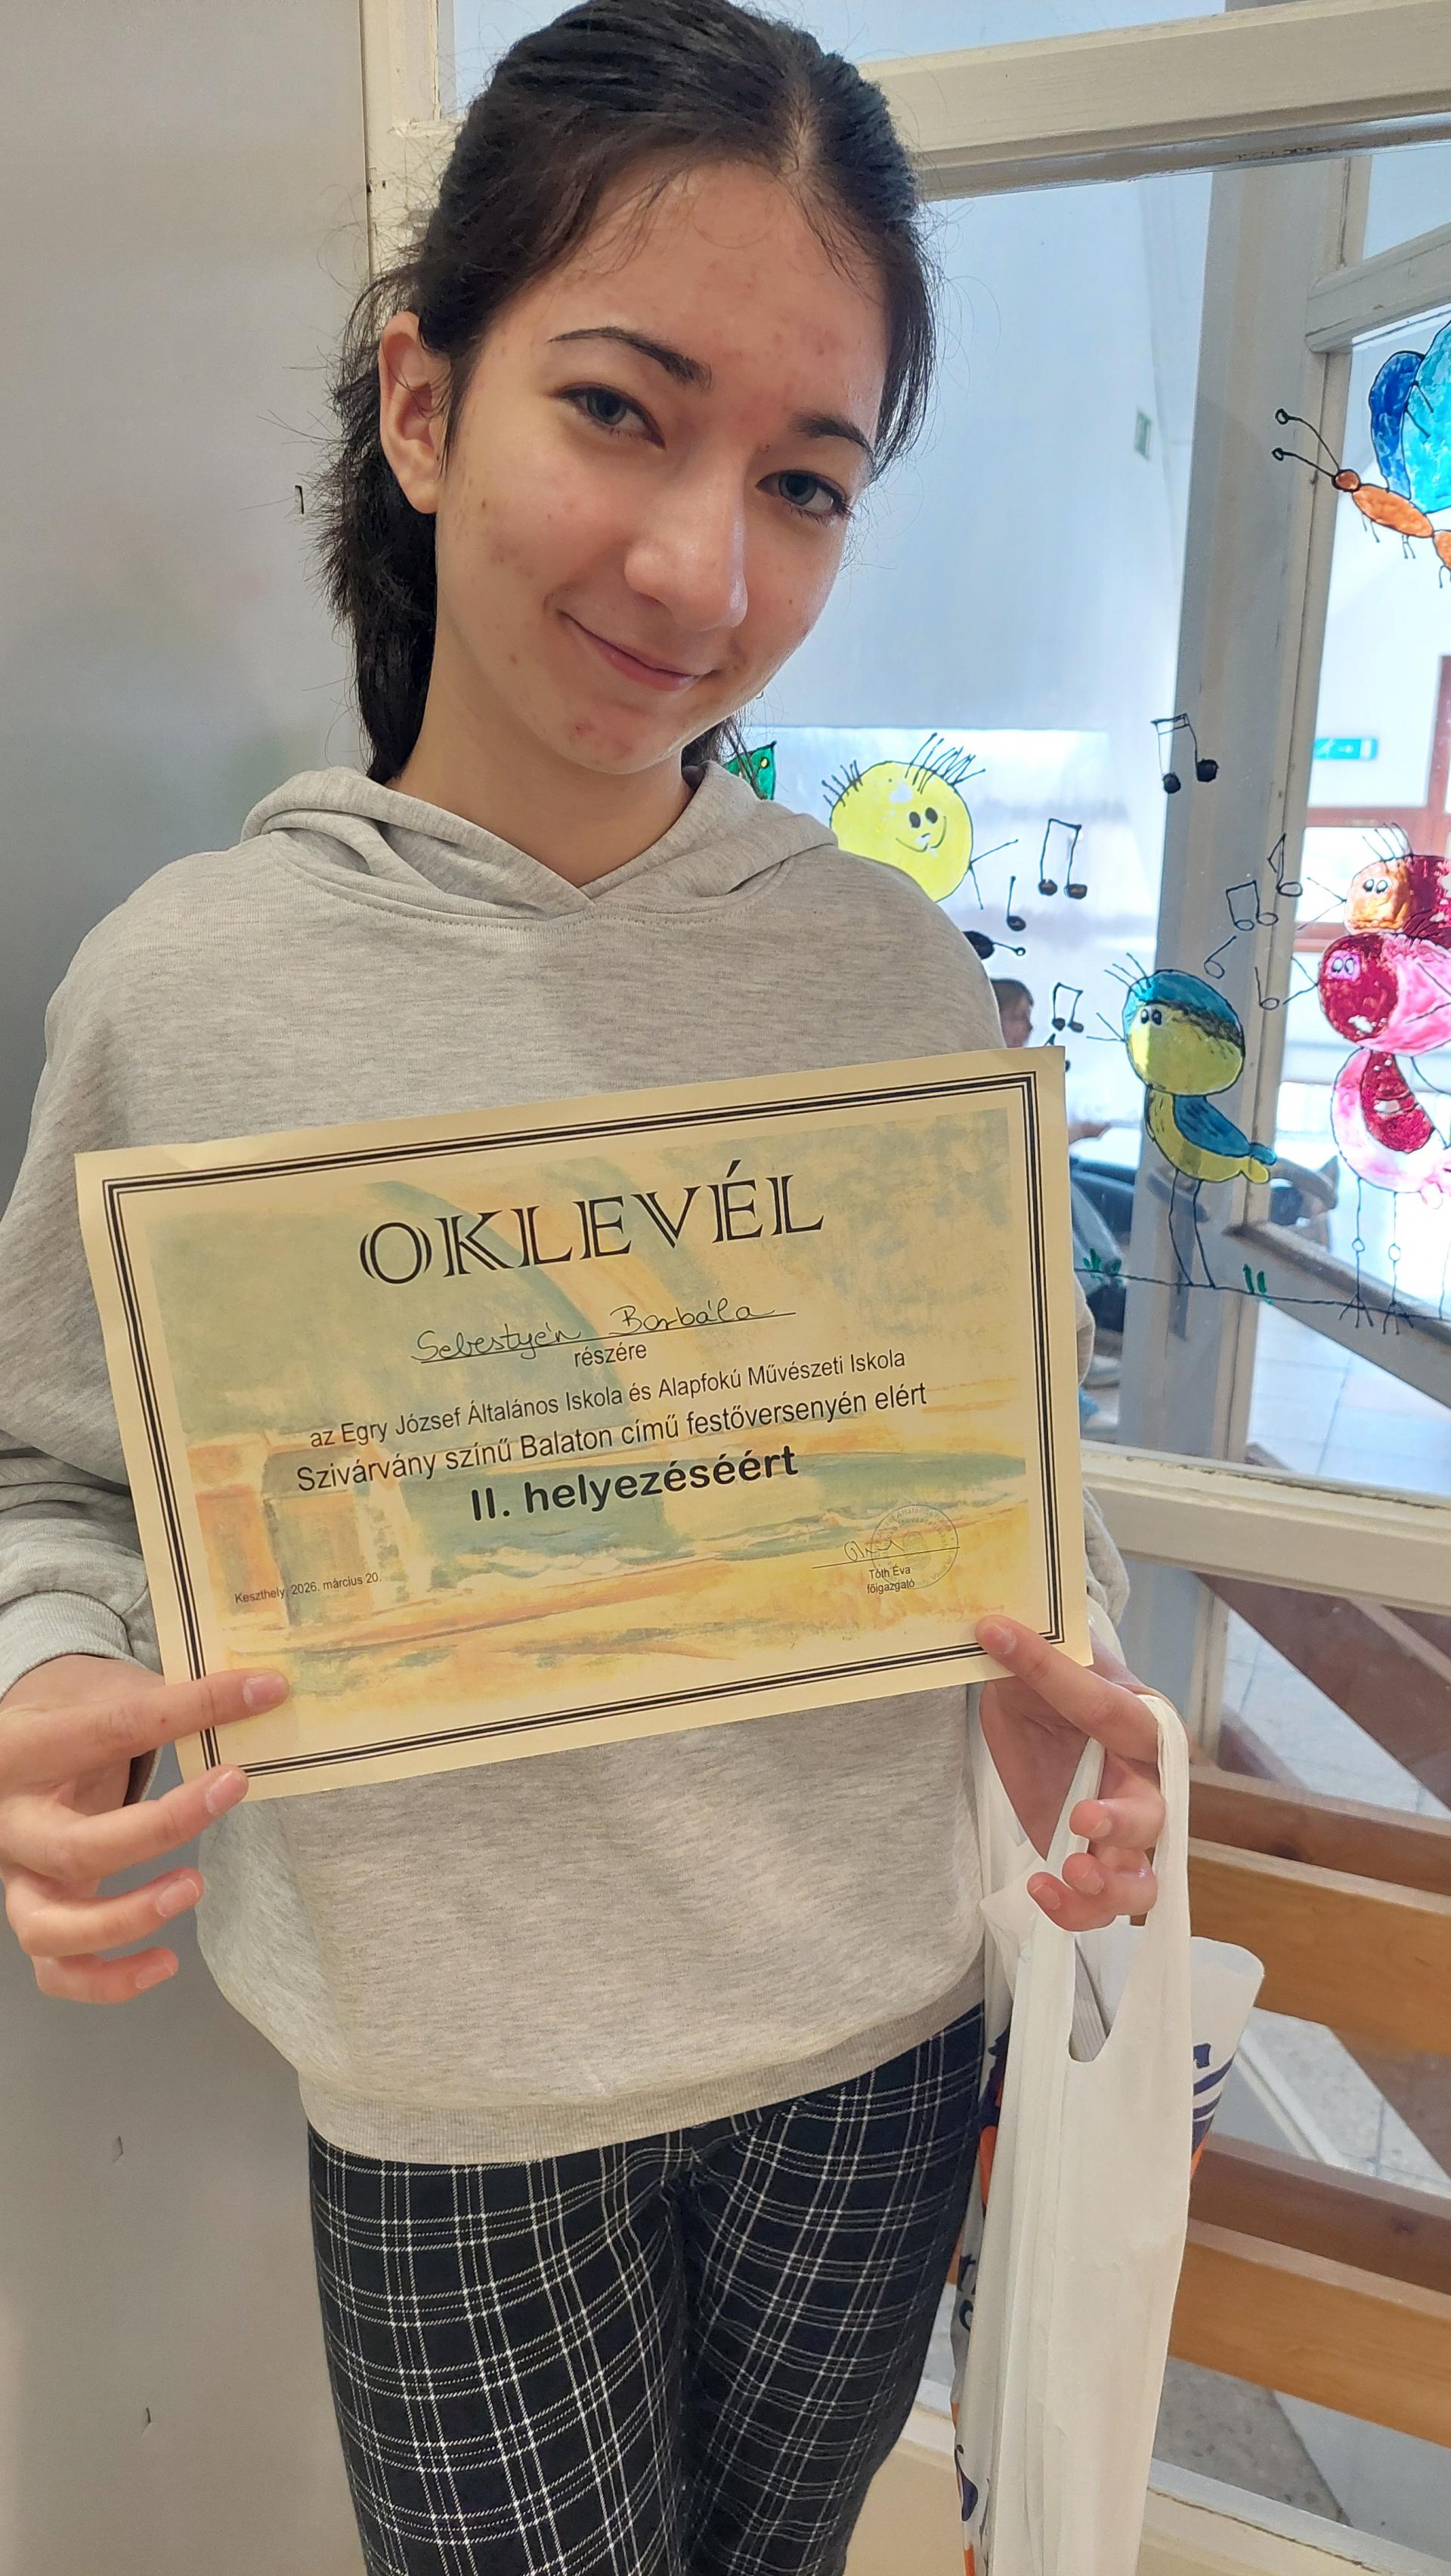 OKLEVÉL
Sebestyén Borbála
részére
az Egry József Általános Iskola és Alapfokú Művészeti Iskola
Szivárvány színű Balaton című festőversenyén elért
II. helyezéséért
Keszthely, 2026. március 20.
Tóth Éva
főigazgató